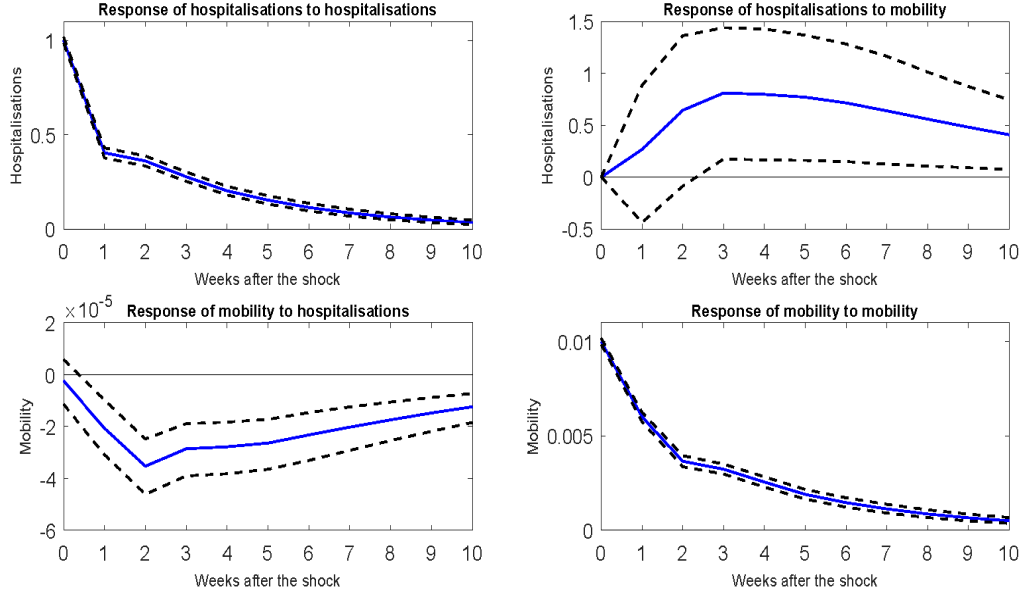 Response of hospitalisations to hospitalisations
1
0.5
0
Hospitalisations
0 1 2 3 4 5 6 7 8 9 10
Weeks after the shock
Response of hospitalisations to mobility
1.5
1
0.5
0
-0.5
Hospitalisations
0 1 2 3 4 5 6 7 8 9 10
Weeks after the shock
×10-5
Response of mobility to hospitalisations
2
0
-2
-4
-6
Mobility
0 1 2 3 4 5 6 7 8 9 10
Weeks after the shock
Response of mobility to mobility
0.01
0.005
0
Mobility
0 1 2 3 4 5 6 7 8 9 10
Weeks after the shock